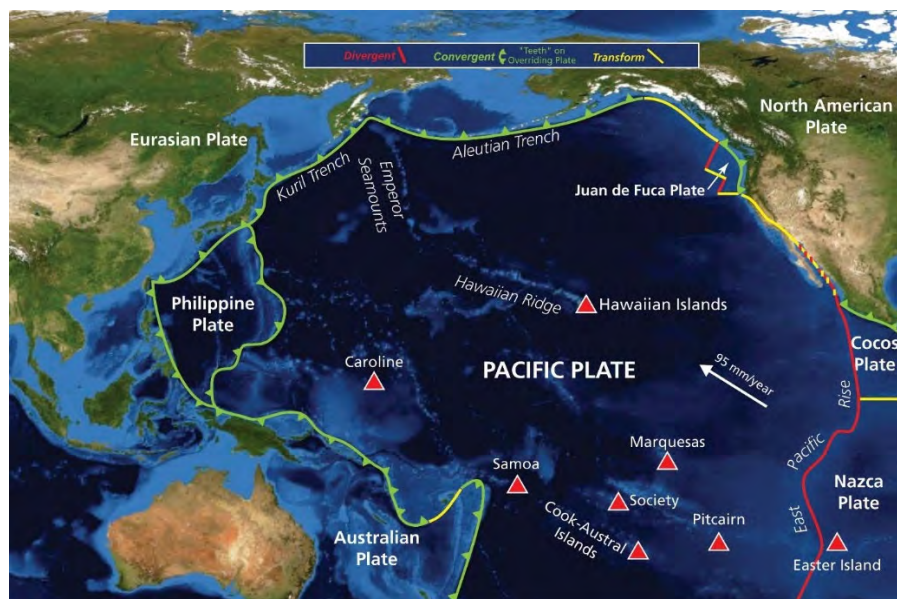 Divergent
Convergent
"Teeth" on
Overriding Plate
Transform
North American
Plate
Eurasian Plate
Kuril Trench
Aleutian Trench
Emperor
Seamounts
Juan de Fuca Plate
Philippine
Plate
Hawaiian Ridge
Hawaiian Islands
Cocos
Plate
Caroline
PACIFIC PLATE
95 mm/year
East Pacific Rise
Marquesas
Samoa
Society
Nazca
Plate
Cook-Austral
Islands
Pitcairn
Australian
Plate
Easter Island